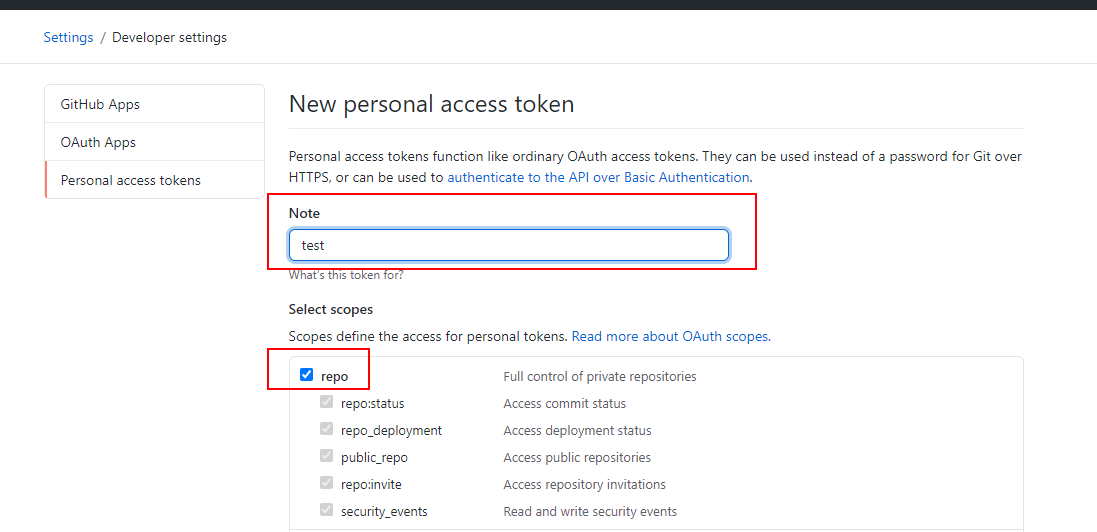 Settings / Developer settings
GitHub Apps
OAuth Apps
Personal access tokens
New personal access token
Personal access tokens function like ordinary OAuth access tokens. They can be used instead of a password for Git over
HTTPS, or can be used to authenticate to the API over Basic Authentication.
Note
test
What's this token for?
Select scopes
Scopes define the access for personal tokens. Read more about OAuth scopes.
repo Full control of private repositories
repo:status Access commit status
repo_deployment Access deployment status
public_repo Access public repositories
repo:invite Access repository invitations
security_events Read and write security events